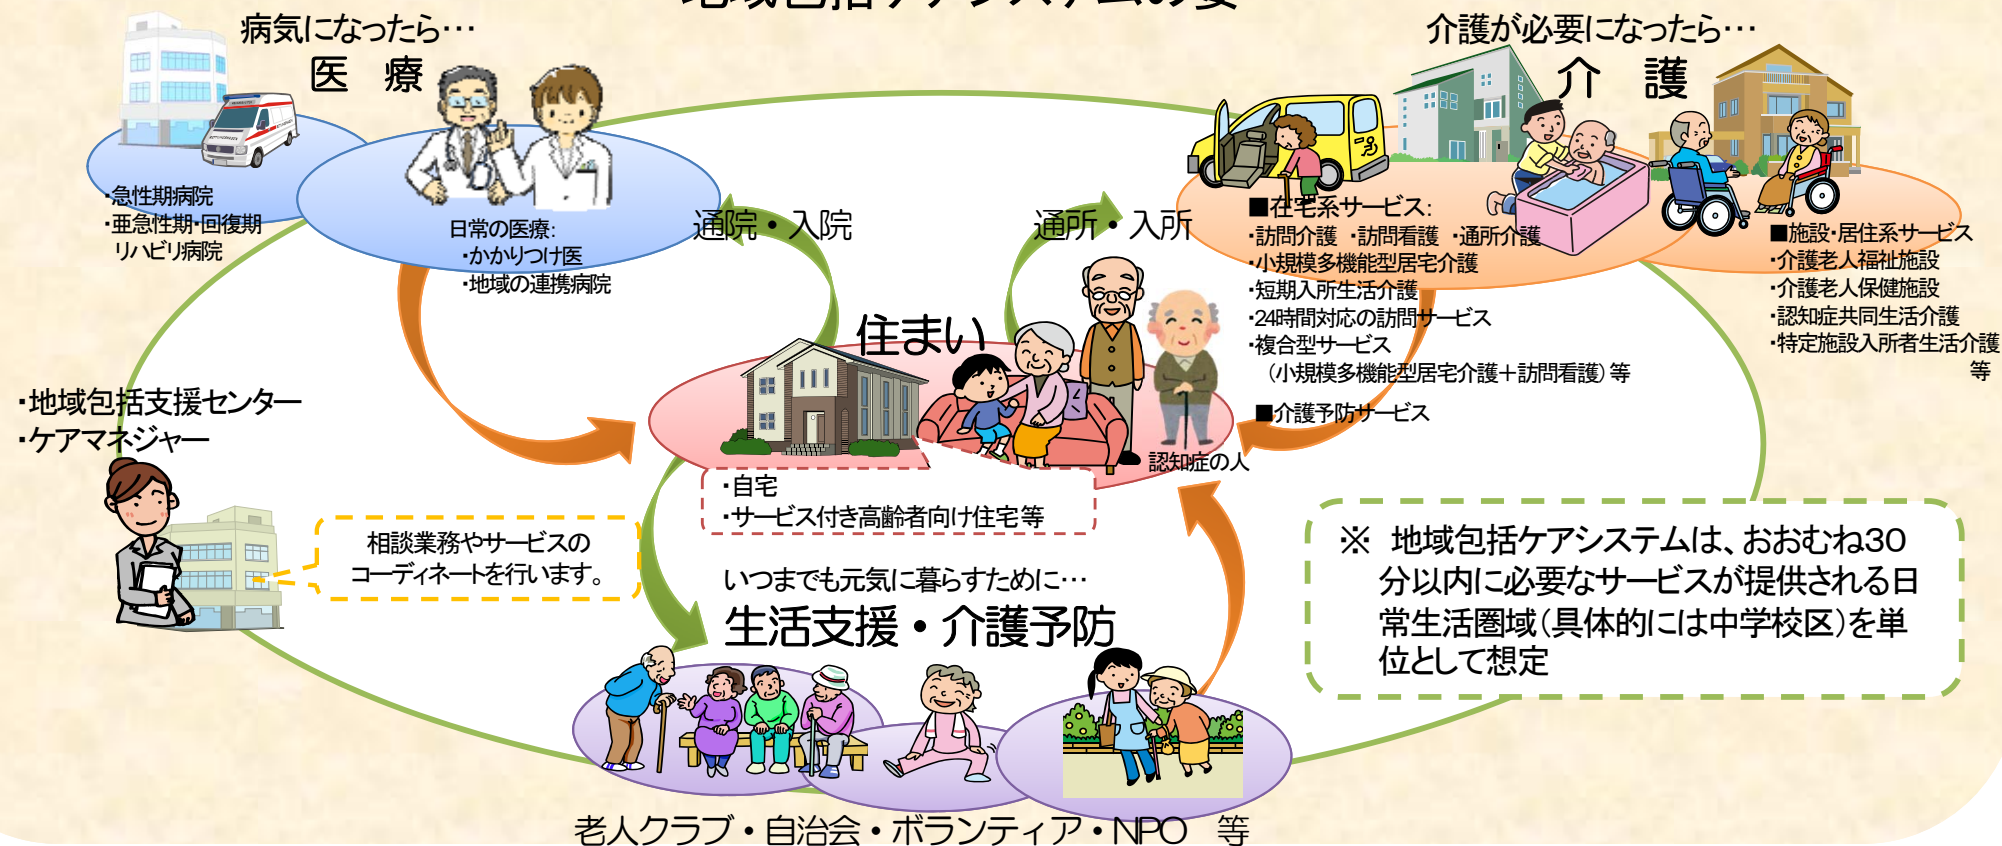 地域包括ケアシステムの姿
病気になったら…
医 療
・急性期病院
・亜急性期・回復期
リハビリ病院
日常の医療:
・かかりつけ医
・地域の連携病院
通院・入院
通所・入所
介護が必要になったら…
介 護
■在宅系サービス:
・訪問介護 ・訪問看護 ・通所介護
・小規模多機能型居宅介護
・短期入所生活介護
・24時間対応の訪問サービス
・複合型サービス
(小規模多機能型居宅介護+訪問看護)等
■介護予防サービス
■施設・居住系サービス
・介護老人福祉施設
・介護老人保健施設
・認知症共同生活介護
・特定施設入所者生活介護
等
住まい
認知症の人
・自宅
・サービス付き高齢者向け住宅等
・地域包括支援センター
・ケアマネジャー
相談業務やサービスの
コーディネートを行います。
いつまでも元気に暮らすために…
生活支援・介護予防
老人クラブ・自治会・ボランティア・NPO 等
※ 地域包括ケアシステムは、おおむね30
分以内に必要なサービスが提供される日
常生活圏域(具体的には中学校区)を単
位として想定